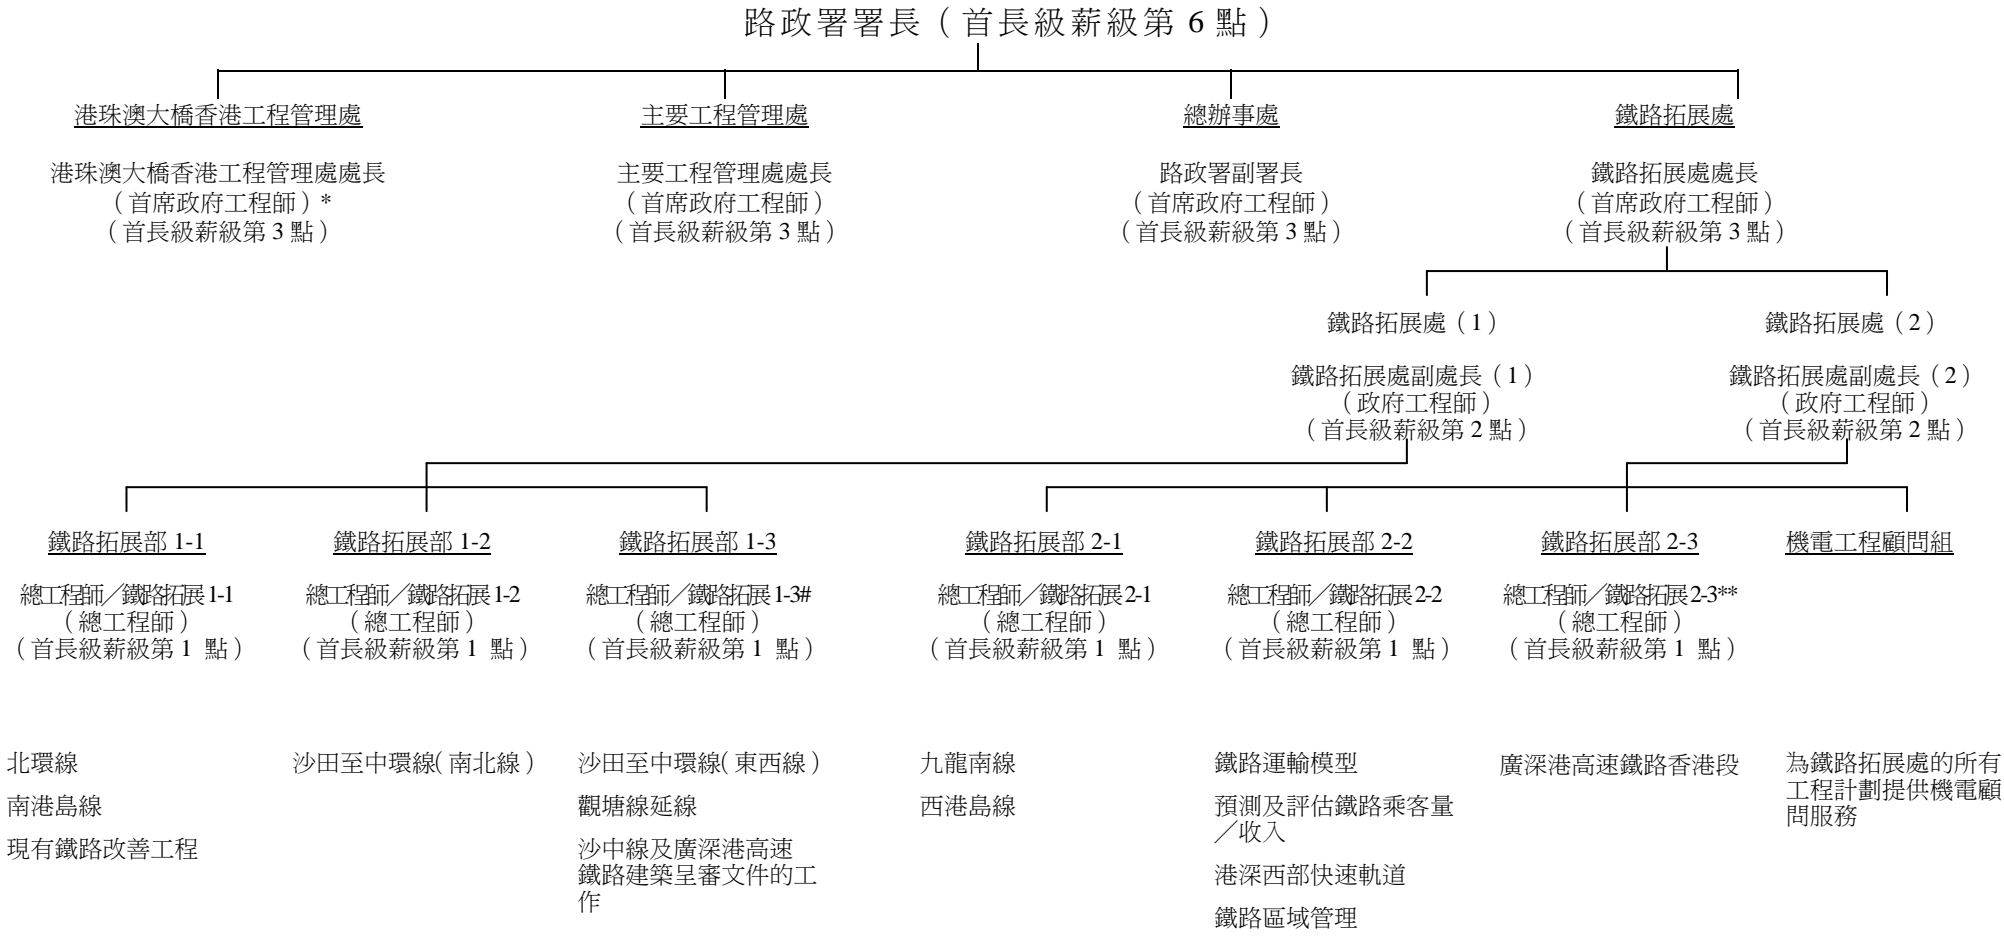 路政署署長（首長級薪級第 6 點）
港珠澳大橋香港工程管理處
港珠澳大橋香港工程管理處處長
（首席政府工程師）*
（首長級薪級第 3 點）
主要工程管理處
主要工程管理處處長
（首席政府工程師）
（首長級薪級第 3 點）
總辦事處
路政署副署長
（首席政府工程師）
（首長級薪級第 3 點）
鐵路拓展處
鐵路拓展處處長
（首席政府工程師）
（首長級薪級第 3 點）
鐵路拓展處（1）
鐵路拓展處副處長（1）
（政府工程師）
（首長級薪級第 2 點）
鐵路拓展處（2）
鐵路拓展處副處長（2）
（政府工程師）
（首長級薪級第 2 點）
鐵路拓展部 1-1
總工程師／鐵路拓展1-1
（總工程師）
（首長級薪級第 1 點）
北環線
南港島線
現有鐵路改善工程
鐵路拓展部 1-2
總工程師／鐵路拓展1-2
（總工程師）
（首長級薪級第 1 點）
沙田至中環線（南北線）
鐵路拓展部 1-3
總工程師／鐵路拓展1-3#
（總工程師）
（首長級薪級第 1 點）
沙田至中環線（東西線）
觀塘線延線
沙中線及廣深港高速
鐵路建築呈審文件的工
作
鐵路拓展部 2-1
總工程師／鐵路拓展2-1
（總工程師）
（首長級薪級第 1 點）
九龍南線
西港島線
鐵路拓展部 2-2
總工程師／鐵路拓展2-2
（總工程師）
（首長級薪級第 1 點）
鐵路運輸模型
預測及評估鐵路乘客量
／收入
港深西部快速軌道
鐵路區域管理
鐵路拓展部 2-3
總工程師／鐵路拓展2-3**
（總工程師）
（首長級薪級第 1 點）
廣深港高速鐵路香港段
機電工程顧問組
為鐵路拓展處的所有
工程計劃提供機電顧
問服務